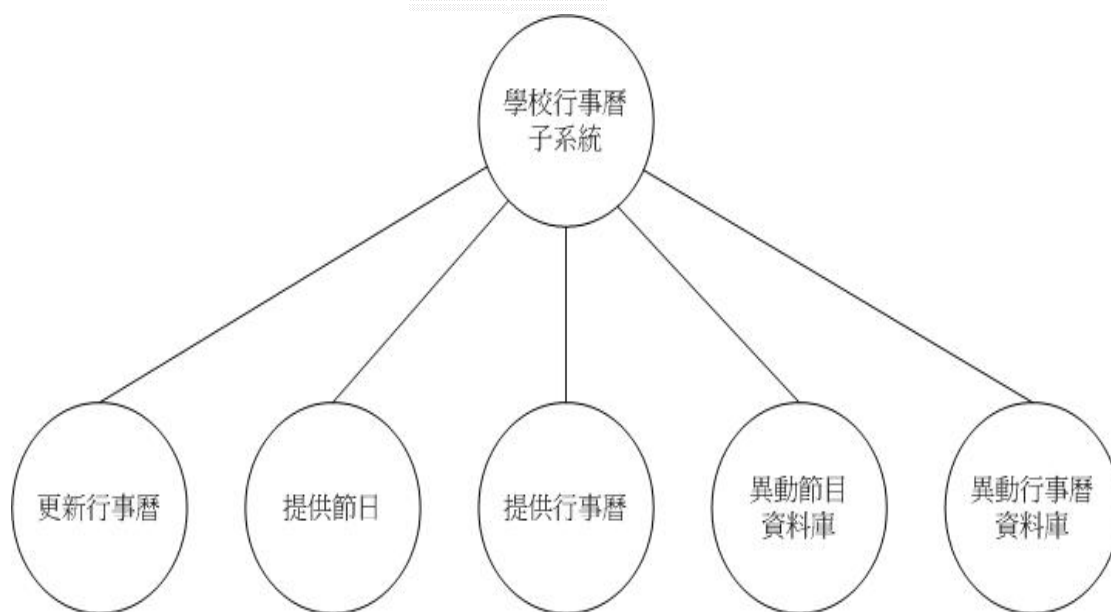 學校行事曆
子系統
更新行事曆
提供節日
提供行事曆
異動節目
資料庫
異動行事曆
資料庫